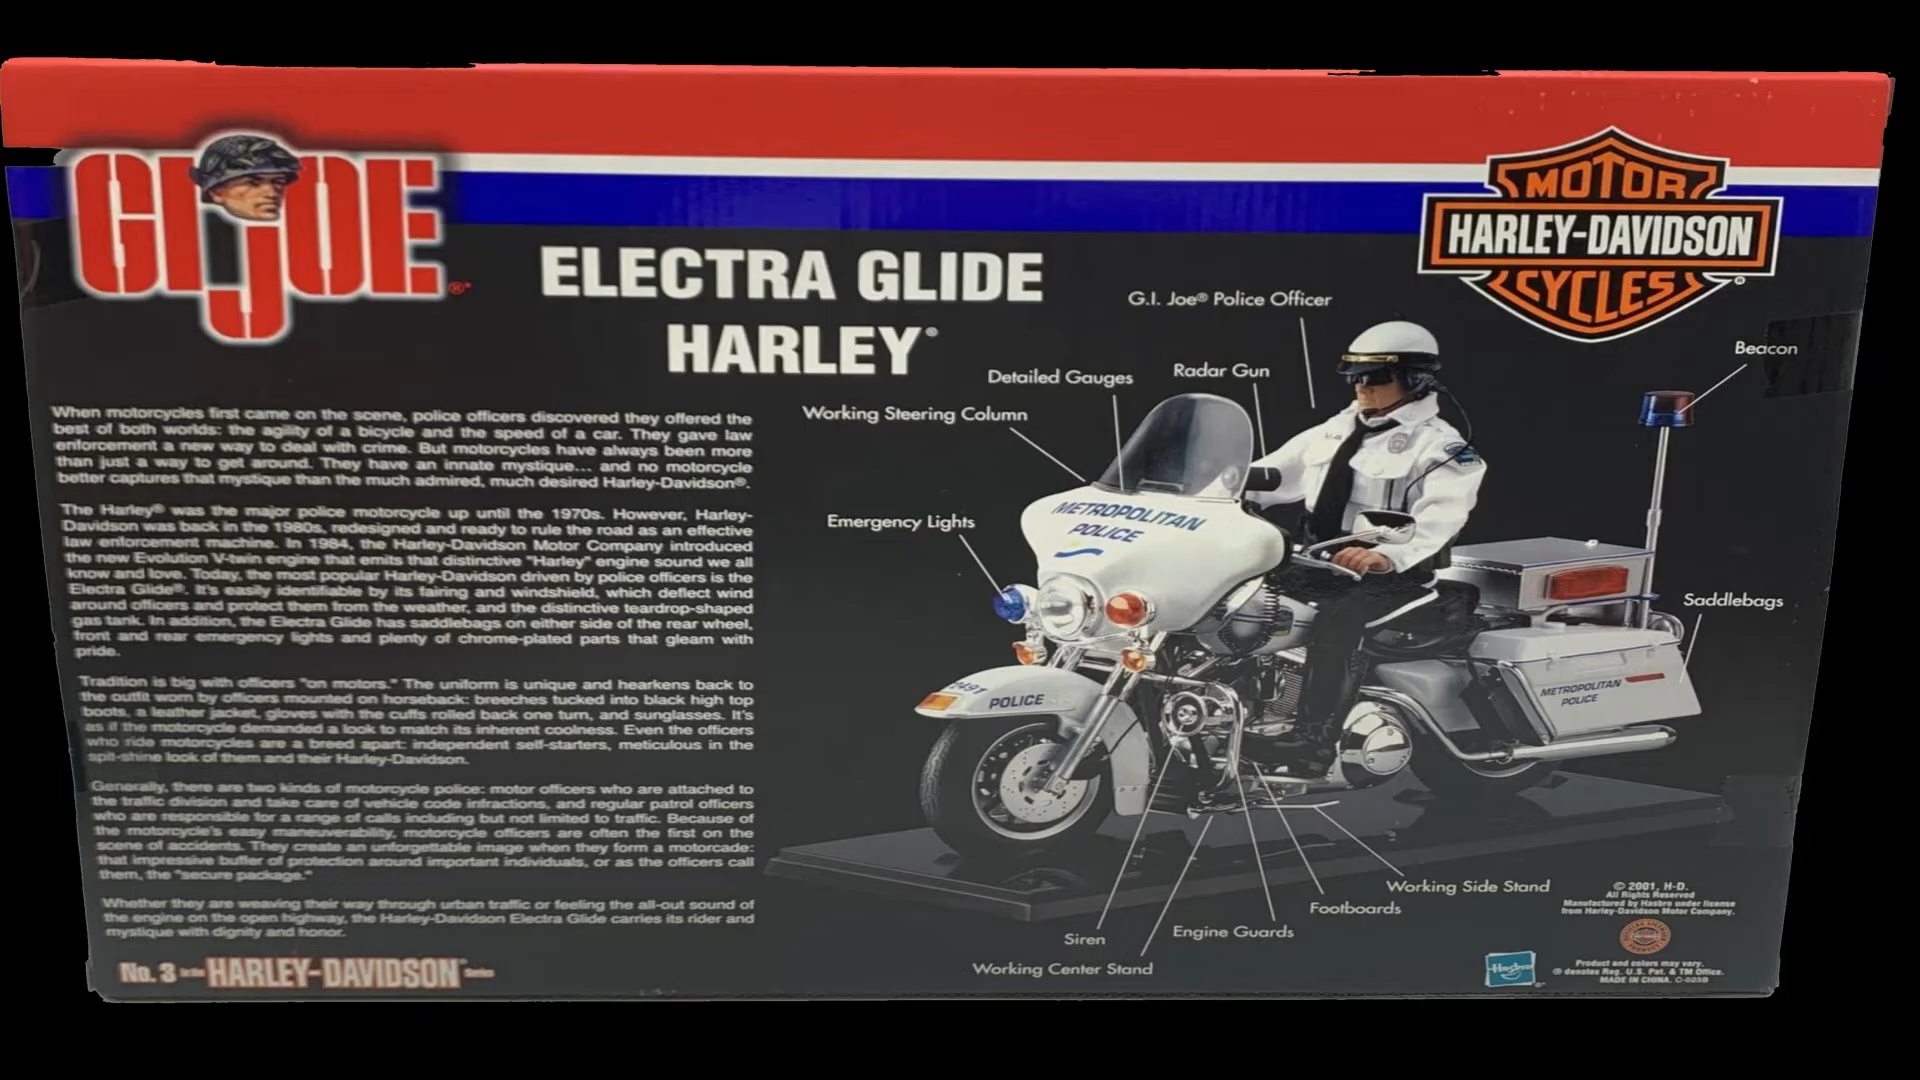 GIJOE®
MOTOR
HARLEY-DAVIDSON
CYCLES
®
ELECTRA GLIDE
HARLEY®
When motorcycles first came on the scene, police officers discovered they offered the
best of both worlds: the agility of a bicycle and the speed of a car. They gave law
enforcement a new way to deal with crime. But motorcycles have always been more
than just a way to get around. They have an innate mystique... and no motorcycle
better captures that mystique than the much admired, much desired Harley-Davidson®.
The Harley® was the major police motorcycle up until the 1970s. However, Harley-
Davidson was back in the 1980s, redesigned and ready to rule the road as an effective
law enforcement machine. In 1984, the Harley-Davidson Motor Company introduced
the new Evolution V-twin engine that emits that distinctive "Harley" engine sound we all
know and love. Today, the most popular Harley-Davidson driven by police officers is the
Electra Glide®. It's easily identifiable by its fairing and windshield, which deflect wind
around officers and protect them from the weather, and the distinctive teardrop-shaped
gas tank. In addition, the Electra Glide has saddlebags on either side of the rear wheel,
front and rear emergency lights and plenty of chrome-plated parts that gleam with
pride.
Tradition is big with officers "on motors." The uniform is unique and hearkens back to
the outfit worn by officers mounted on horseback: breeches tucked into black high top
boots, a leather jacket, gloves with the cuffs rolled back one turn, and sunglasses. It's
as if the motorcycle demanded a look to match its inherent coolness. Even the officers
who ride motorcycles are a breed apart: independent self-starters, meticulous in the
spit-shine look of them and their Harley-Davidson.
Generally, there are two kinds of motorcycle police: motor officers who are attached to
the traffic division and take care of vehicle code infractions, and regular patrol officers
who are responsible for a range of calls including but not limited to traffic. Because of
the motorcycle's easy maneuverability, motorcycle officers are often the first on the
scene of accidents. They create an unforgettable image when they form a motorcade:
that impressive buffer of protection around important individuals, or as the officers call
them, the "secure package."
Whether they are weaving their way through urban traffic or feeling the all-out sound of
the engine on the open highway, the Harley-Davidson Electra Glide carries its rider and
mystique with dignity and honor.
No. 3 in the HARLEY-DAVIDSON Series
G.I. Joe® Police Officer
Beacon
Detailed Gauges
Radar Gun
Working Steering Column
Emergency Lights
Saddlebags
METROPOLITAN
POLICE
2497
POLICE
METROPOLITAN
POLICE
Working Side Stand
Footboards
Engine Guards
Siren
Working Center Stand
© 2001, H-D.
All Rights Reserved
Manufactured by Hasbro under license
from Harley-Davidson Motor Company.
Hasbro
Product and colors may vary.
® denotes Reg. U.S. Pat. & TM Office.
MADE IN CHINA.